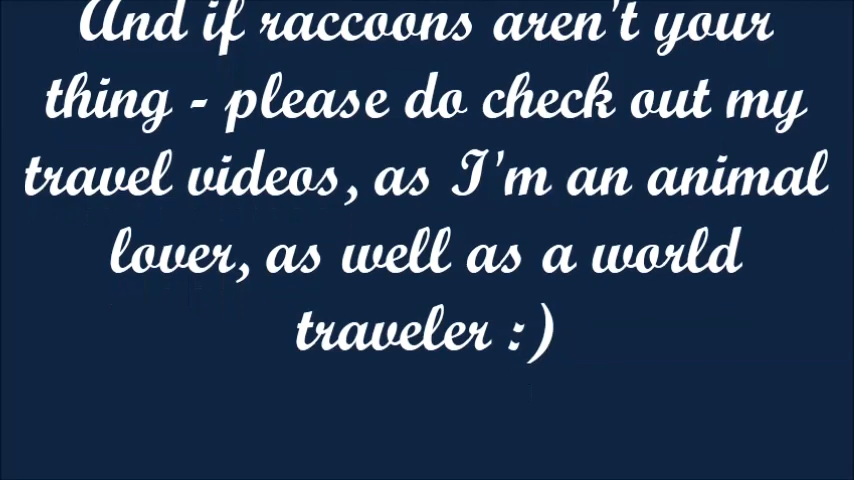 And if raccoons aren't your
thing - please do check out my
travel videos, as I'm an animal
lover, as well as a world
traveler :)